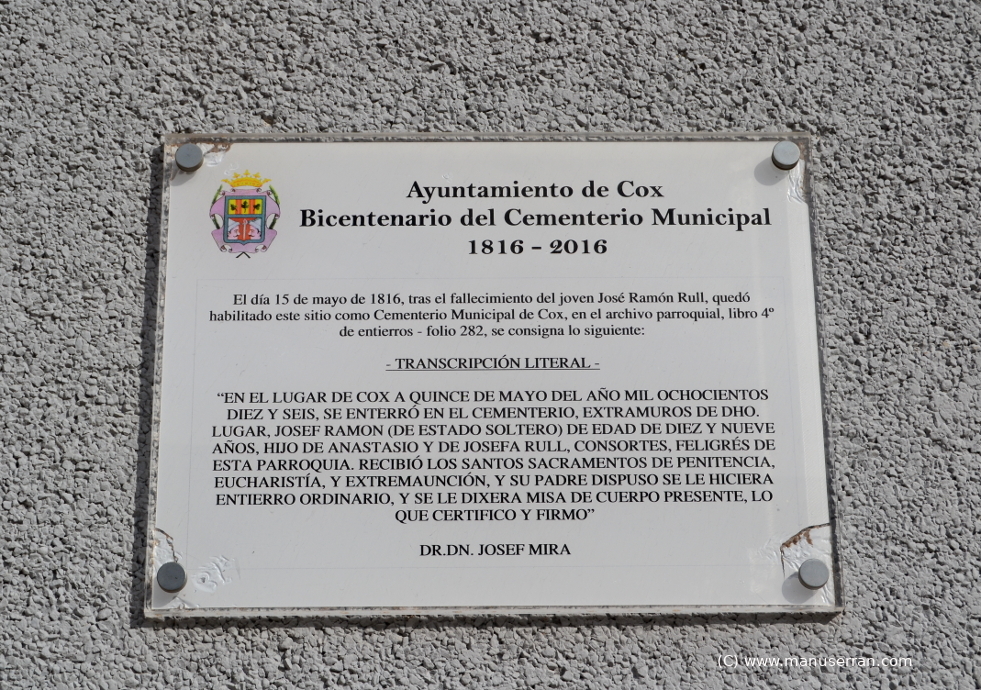 Ayuntamiento de Cox
Bicentenario del Cementerio Municipal
1816 - 2016
El día 15 de mayo de 1816, tras el fallecimiento del joven José Ramón Rull, quedó
habilitado este sitio como Cementerio Municipal de Cox, en el archivo parroquial, libro 4º
de entierros - folio 282, se consigna lo siguiente:
- TRANSCRIPCIÓN LITERAL -
“EN EL LUGAR DE COX A QUINCE DE MAYO DEL AÑO MIL OCHOCIENTOS
DIEZ Y SEIS, SE ENTERRÓ EN EL CEMENTERIO, EXTRAMUROS DE DHO.
LUGAR, JOSEF RAMON (DE ESTADO SOLTERO) DE EDAD DE DIEZ Y NUEVE
AÑOS, HIJO DE ANASTASIO Y DE JOSEFA RULL, CONSORTES, FELIGRÉS DE
ESTA PARROQUIA. RECIBIÓ LOS SANTOS SACRAMENTOS DE PENITENCIA,
EUCHARISTÍA, Y EXTREMAUNCIÓN, Y SU PADRE DISPUSO SE LE HICIERA
ENTIERRO ORDINARIO, Y SE LE DIXERA MISA DE CUERPO PRESENTE, LO
QUE CERTIFICO Y FIRMO”
DR.DN. JOSEF MIRA
(C) www.manuserran.com